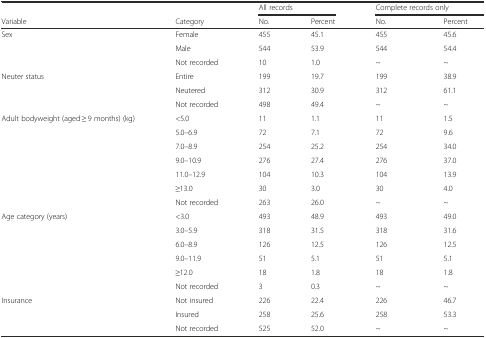 All records Complete records only
Variable Category No. Percent No. Percent
Sex Female 455 45.1 455 45.6
Male 544 53.9 544 54.4
Not recorded 10 1.0 ~ ~
Neuter status Entire 199 19.7 199 38.9
Neutered 312 30.9 312 61.1
Not recorded 498 49.4 ~ ~
Adult bodyweight (aged ≥ 9 months) (kg) <5.0 11 1.1 11 1.5
5.0–6.9 72 7.1 72 9.6
7.0–8.9 254 25.2 254 34.0
9.0–10.9 276 27.4 276 37.0
11.0–12.9 104 10.3 104 13.9
≥13.0 30 3.0 30 4.0
Not recorded 263 26.0 ~ ~
Age category (years) <3.0 493 48.9 493 49.0
3.0–5.9 318 31.5 318 31.6
6.0–8.9 126 12.5 126 12.5
9.0–11.9 51 5.1 51 5.1
≥12.0 18 1.8 18 1.8
Not recorded 3 0.3 ~ ~
Insurance Not insured 226 22.4 226 46.7
Insured 258 25.6 258 53.3
Not recorded 525 52.0 ~ ~